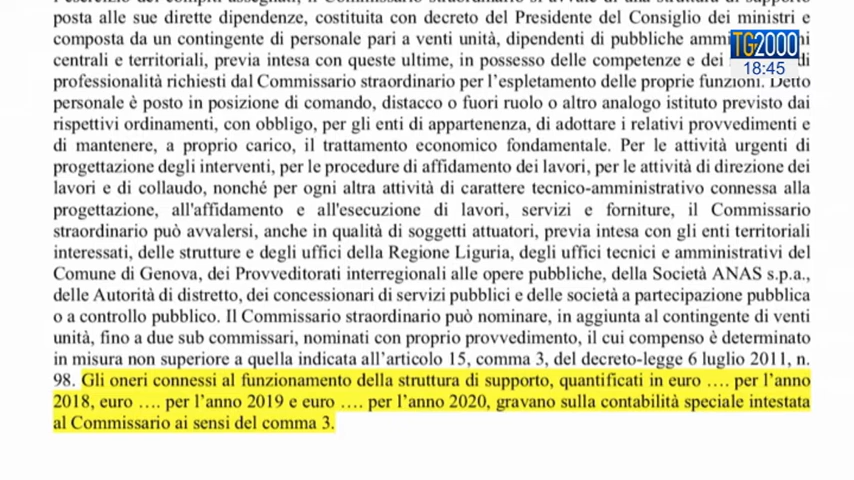 l'esercizio dei compiti assegnati, il Commissario straordinario si avvale di una struttura di supporto
posta alle sue dirette dipendenze, costituita con decreto del Presidente del Consiglio dei ministri e
composta da un contingente di personale pari a venti unità, dipendenti di pubbliche
centrali e territoriali, previa intesa con queste ultime, in possesso delle competenze e dei di
professionalità richiesti dal Commissario straordinario per l'espletamento delle proprie funzioni. Detto
personale è posto in posizione di comando, distacco o fuori ruolo o altro analogo istituto previsto dai
rispettivi ordinamenti, con obbligo, per gli enti di appartenenza, di adottare i relativi provvedimenti e
di mantenere, a proprio carico, il trattamento economico fondamentale. Per le attività urgenti di
progettazione degli interventi, per le procedure di affidamento dei lavori, per le attività di direzione dei
lavori e di collaudo, nonché per ogni altra attività di carattere tecnico-amministrativo connessa alla
progettazione, all'affidamento e all'esecuzione di lavori, servizi e forniture, il Commissario
straordinario può avvalersi, anche in qualità di soggetti attuatori, previa intesa con gli enti territoriali
interessati, delle strutture e degli uffici della Regione Liguria, degli uffici tecnici e amministrativi del
Comune di Genova, dei Provveditorati interregionali alle opere pubbliche, della Società ANAS s.p.a.,
delle Autorità di distretto, dei concessionari di servizi pubblici e delle società a partecipazione pubblica
o a controllo pubblico. Il Commissario straordinario può nominare, in aggiunta al contingente di venti
unità, fino a due sub commissari, nominati con proprio provvedimento, il cui compenso è determinato
in misura non superiore a quella indicata all'articolo 15, comma 3, del decreto-legge 6 luglio 2011, n.
98. Gli oneri connessi al funzionamento della struttura di supporto, quantificati in euro …. per l'anno
2018, euro …. per l'anno 2019 e euro …. per l'anno 2020, gravano sulla contabilità speciale intestata
al Commissario ai sensi del comma 3.
TG2000
18:45